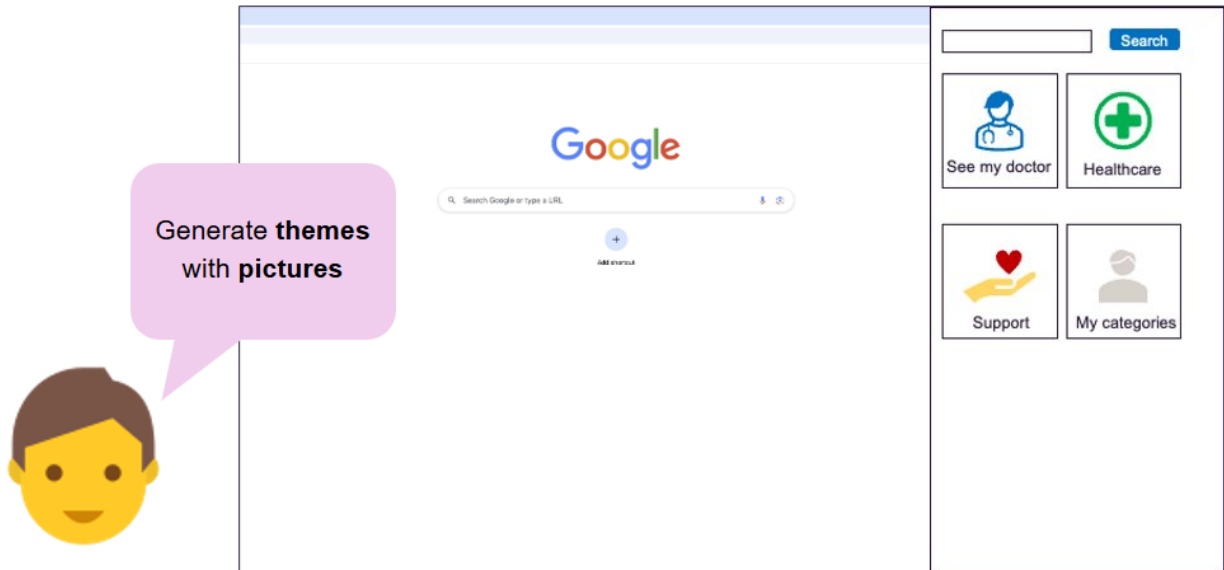 Generate themes
with pictures
Google
Search Google or type a URL
Add shortcut
Search
See my doctor
Healthcare
Support
My categories